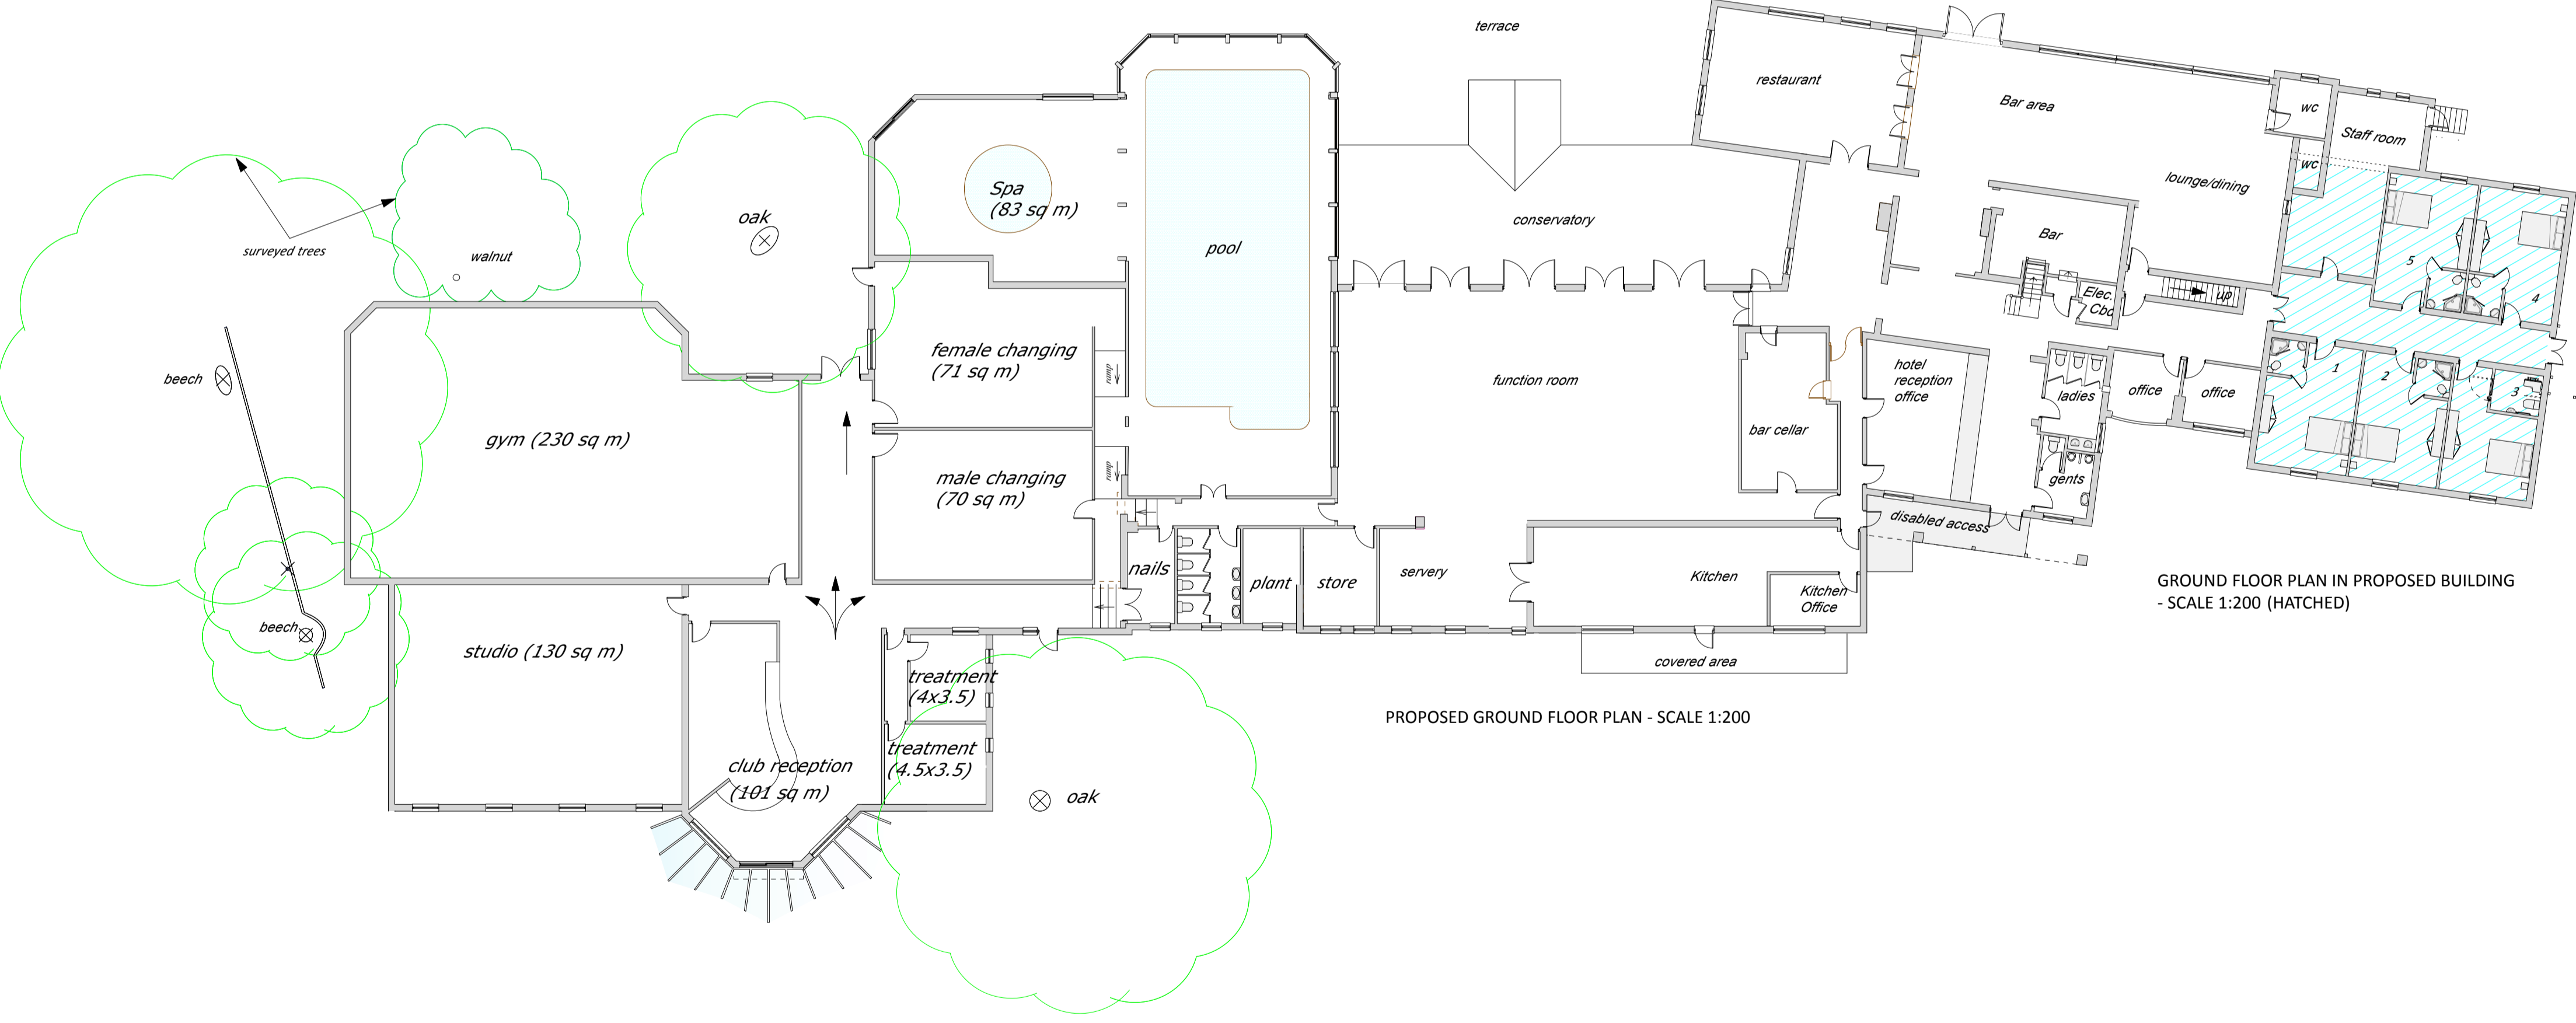 terrace
restaurant
Bar area
wc
Staff room
wc
lounge/dining
Spa
(83 sq m)
oak
surveyed trees
walnut
pool
conservatory
Bar
5
4
Elec.
Cbd
up
female changing
(71 sq m)
ramp
beech
function room
hotel
reception
office
ladies
office
office
1
2
3
gym (230 sq m)
bar cellar
male changing
(70 sq m)
ramp
gents
disabled access
nails
plant
store
servery
Kitchen
Kitchen
Office
GROUND FLOOR PLAN IN PROPOSED BUILDING
- SCALE 1:200 (HATCHED)
beech
studio (130 sq m)
treatment
(4x3.5)
covered area
PROPOSED GROUND FLOOR PLAN - SCALE 1:200
treatment
(4.5x3.5)
club reception
(101 sq m)
oak